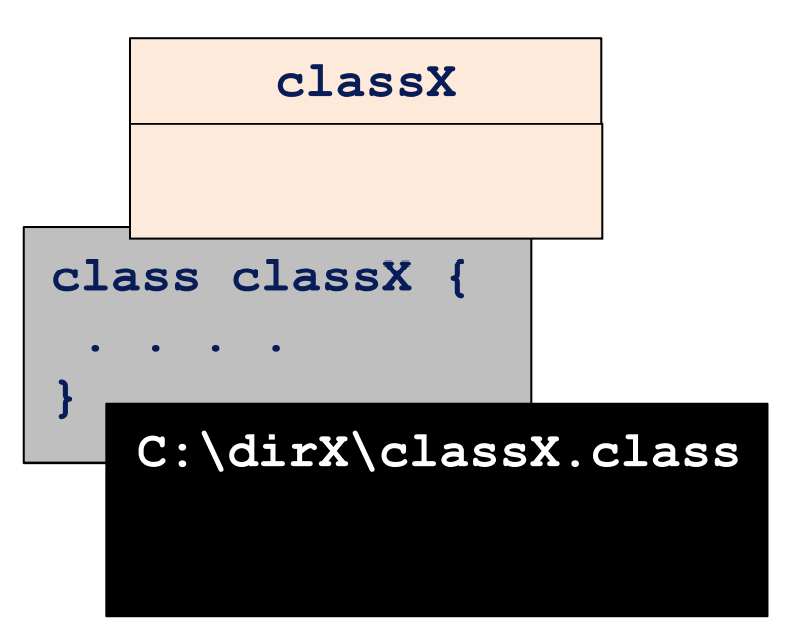 classX
class classX {
. . . .
}
C:\dirX\classX.class